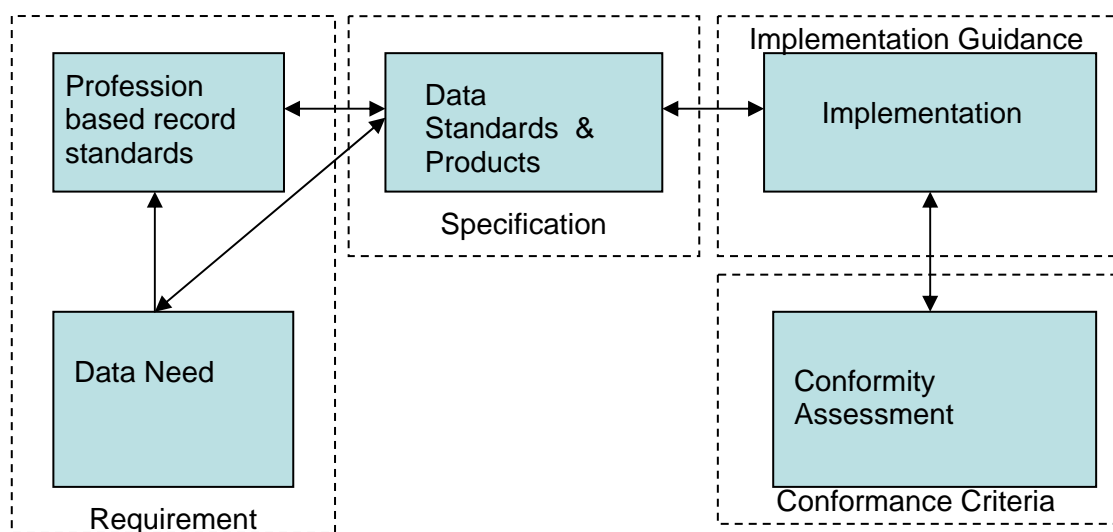 Profession
based record
standards
Data Need
Requirement
Data
Standards &
Products
Specification
Implementation Guidance
Implementation
Conformity
Assessment
Conformance Criteria